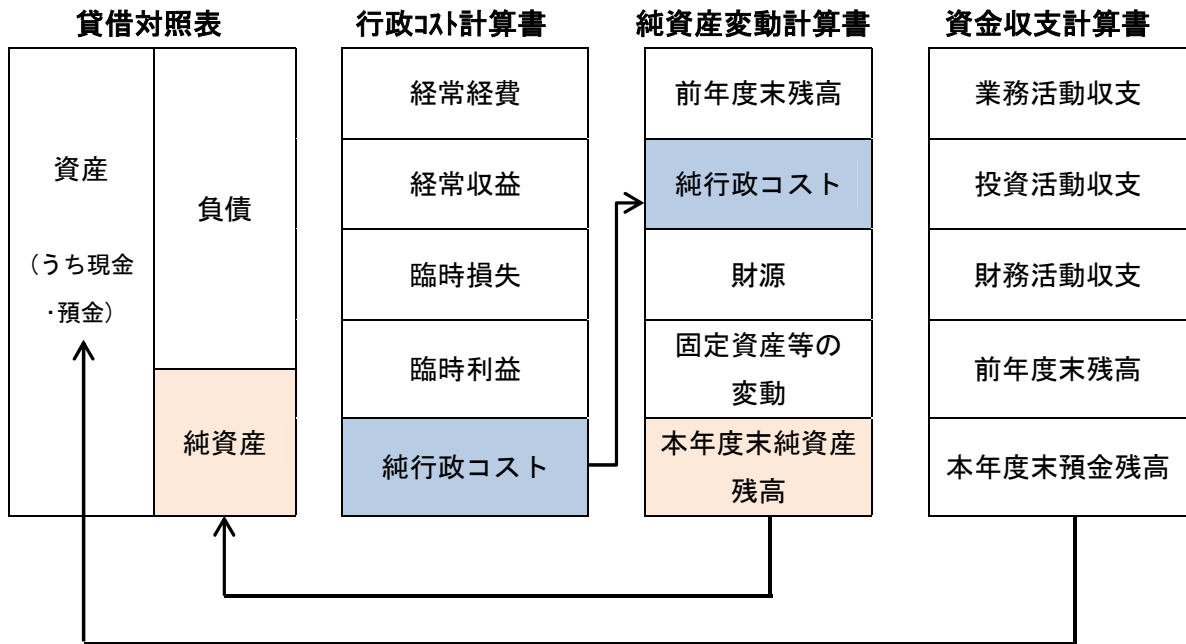 貸借対照表
資産
（うち現金
・預金）
負債
純資産
行政ｺｽﾄ計算書
経常経費
経常収益
臨時損失
臨時利益
純行政コスト
純資産変動計算書
前年度末残高
純行政コスト
財源
固定資産等の
変動
本年度末純資産
残高
資金収支計算書
業務活動収支
投資活動収支
財務活動収支
前年度末残高
本年度末預金残高